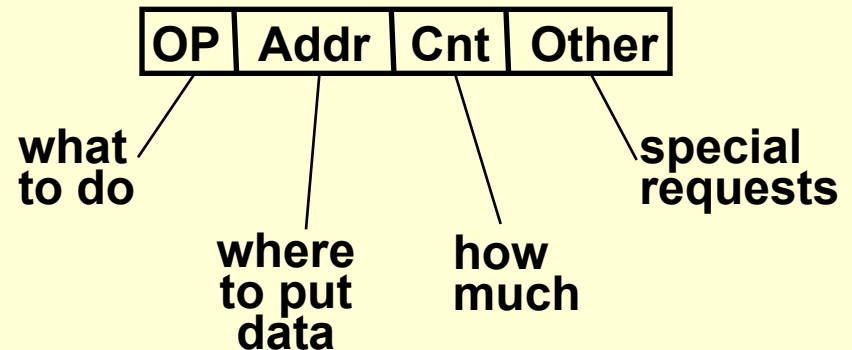 OP Addr Cnt Other
what
to do
where
to put
data
how
much
special
requests